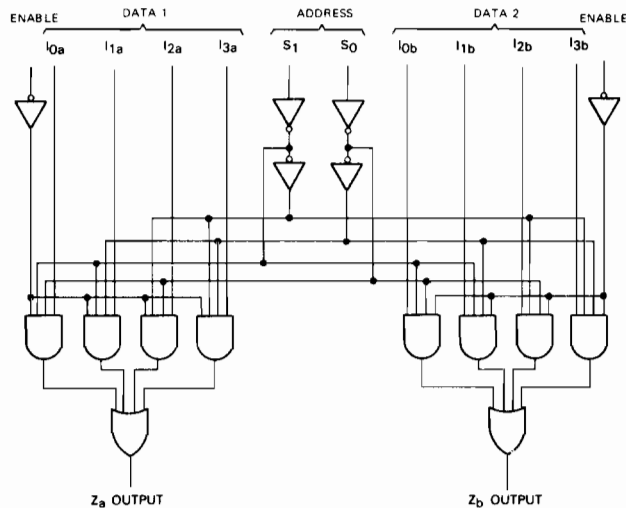 ENABLE DATA 1 ADDRESS DATA 2 ENABLE
I0a I1a I2a I3a S1 S0 I0b I1b I2b I3b
Za OUTPUT Zb OUTPUT